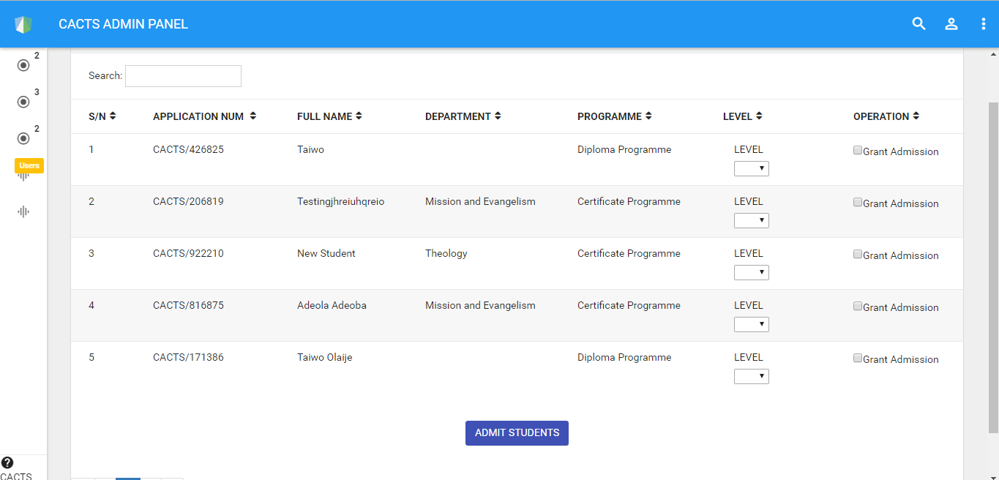 CACTS ADMIN PANEL
2
3
2
Users
Search:
S/N APPLICATION NUM FULL NAME DEPARTMENT PROGRAMME LEVEL OPERATION
1 CACTS/426825 Taiwo Diploma Programme LEVEL Grant Admission
2 CACTS/206819 Testingjhreiuhqreio Mission and Evangelism Certificate Programme LEVEL Grant Admission
3 CACTS/922210 New Student Theology Certificate Programme LEVEL Grant Admission
4 CACTS/816875 Adeola Adeoba Mission and Evangelism Certificate Programme LEVEL Grant Admission
5 CACTS/171386 Taiwo Olaije Diploma Programme LEVEL Grant Admission
ADMIT STUDENTS
?
CACTS